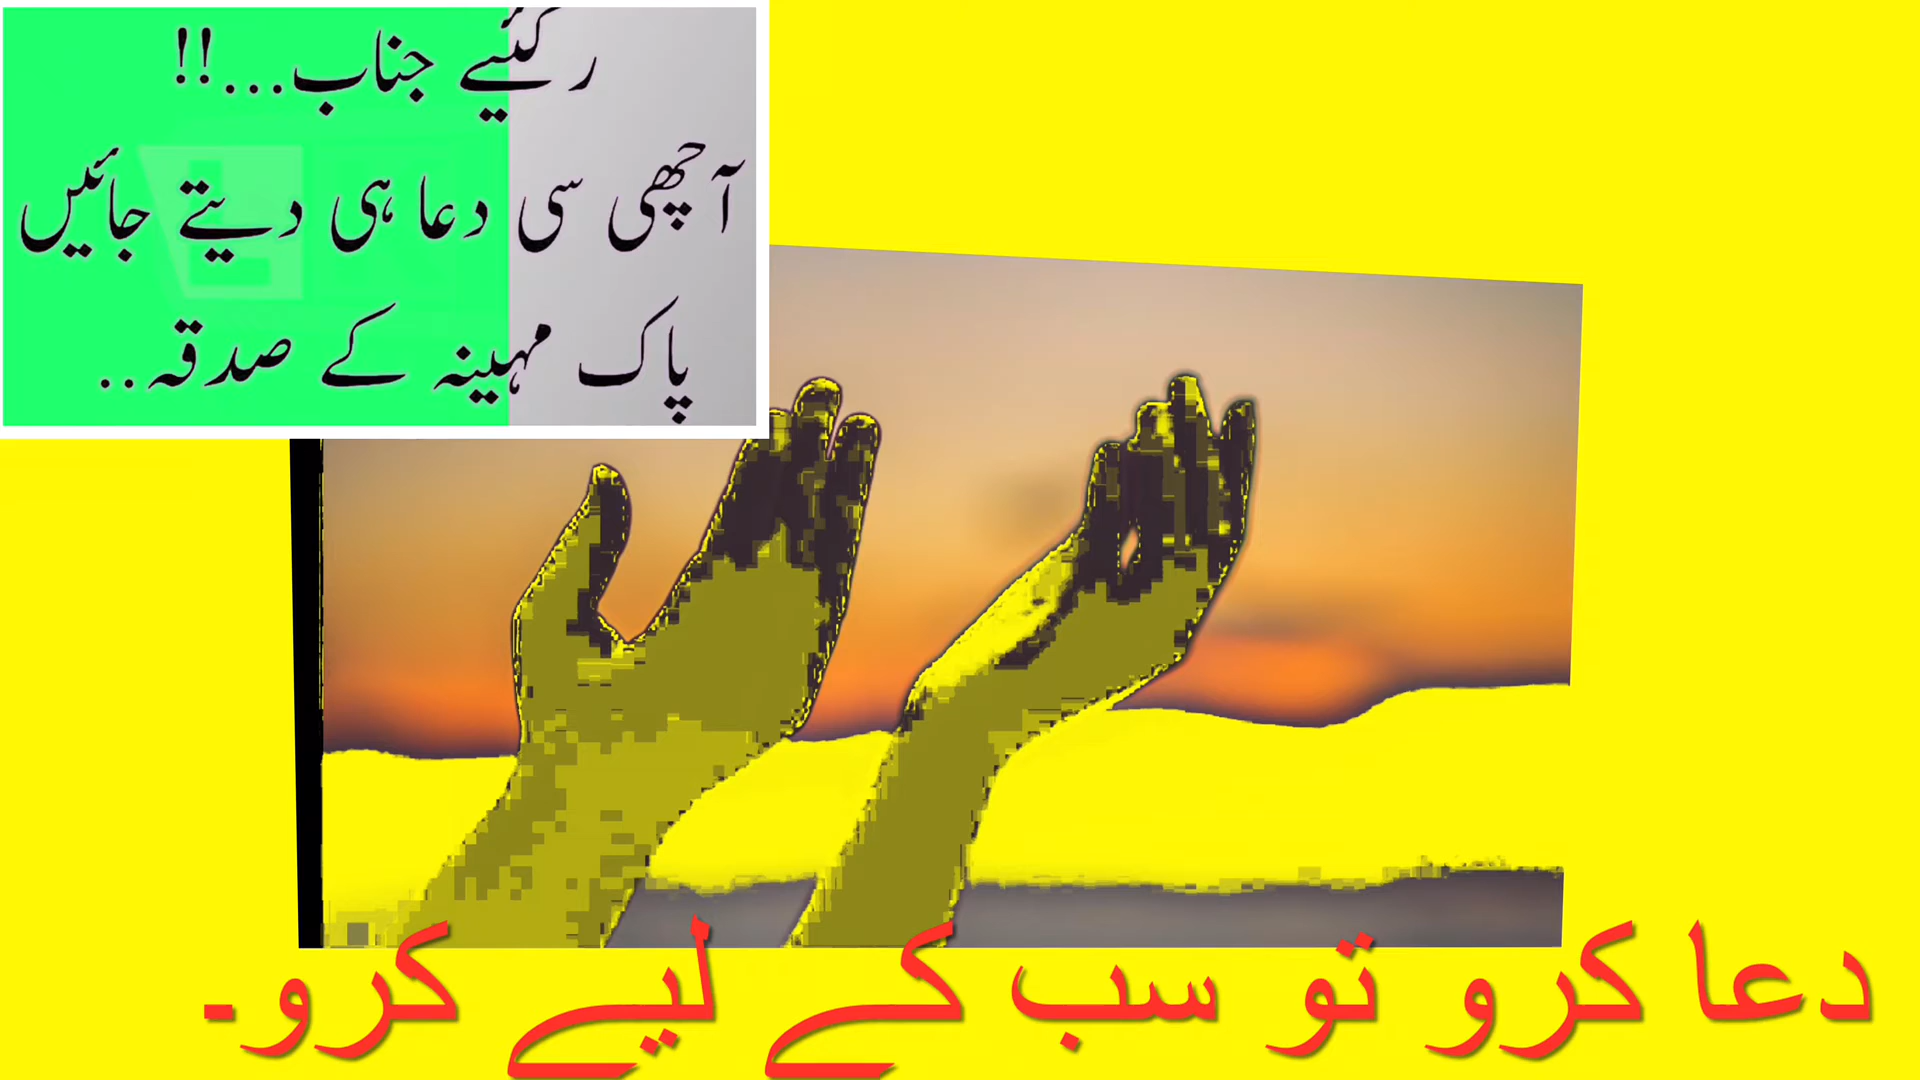 رکئیے جناب...!!
آچھی سی دعا ہی دیتے جائیں
پاک مہینہ کے صدقہ..
دعا کرو تو سب کے لیے کرو۔